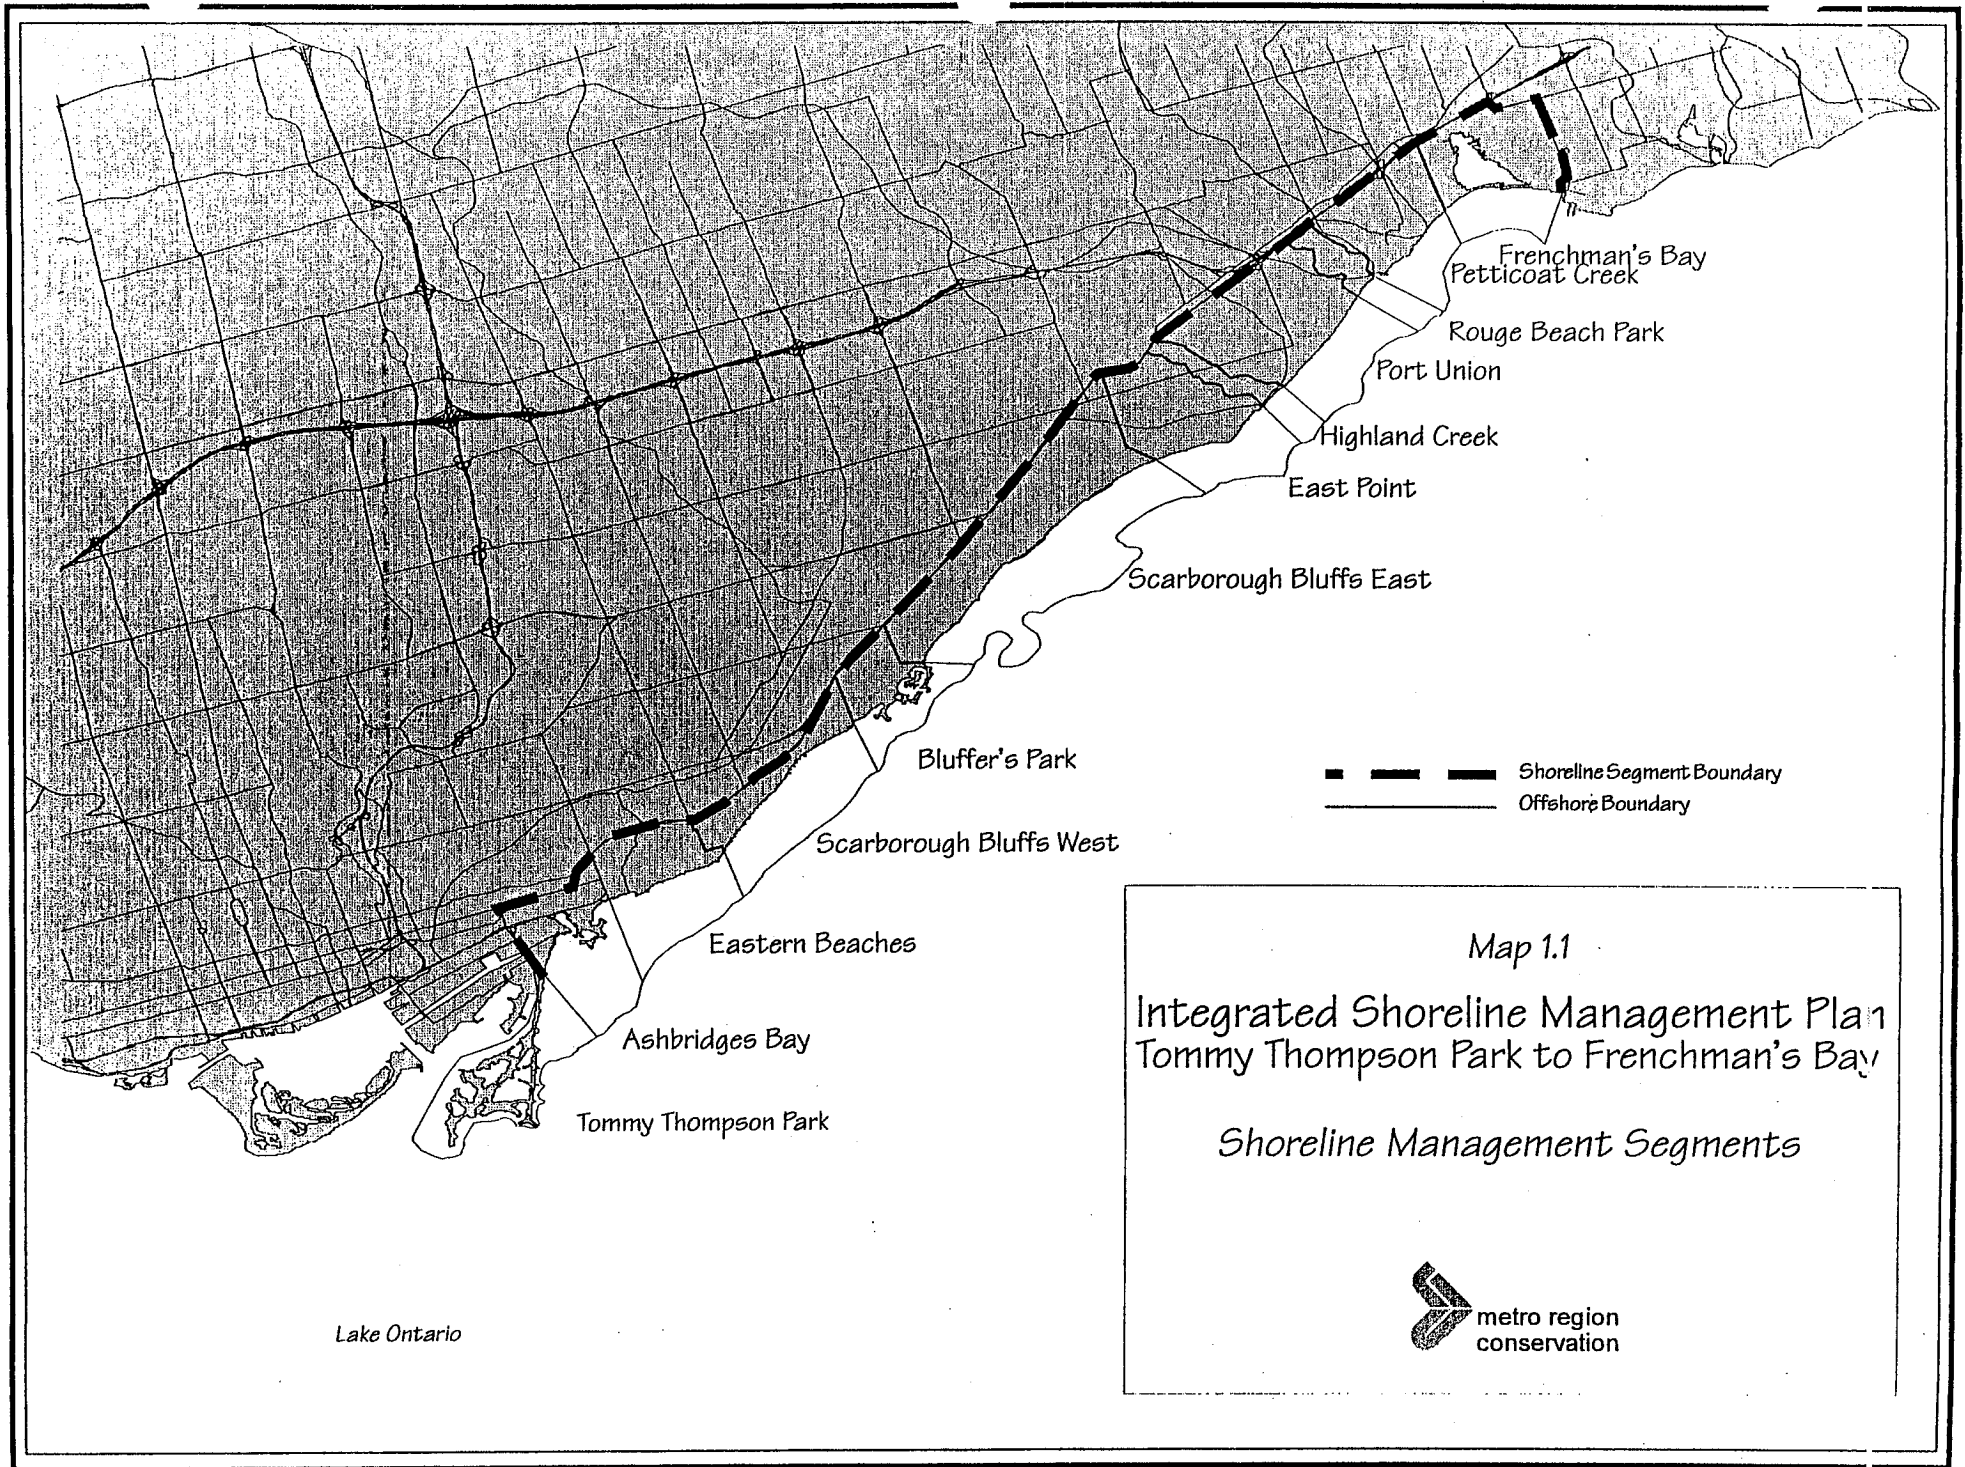 Frenchman's Bay
Petticoat Creek
Rouge Beach Park
Port Union
Highland Creek
East Point
Scarborough Bluffs East
Bluffer's Park
Scarborough Bluffs West
Eastern Beaches
Ashbridges Bay
Tommy Thompson Park
Lake Ontario
Shoreline Segment Boundary
Offshore Boundary
Map 1.1
Integrated Shoreline Management Plan
Tommy Thompson Park to Frenchman's Bay
Shoreline Management Segments
metro region
conservation